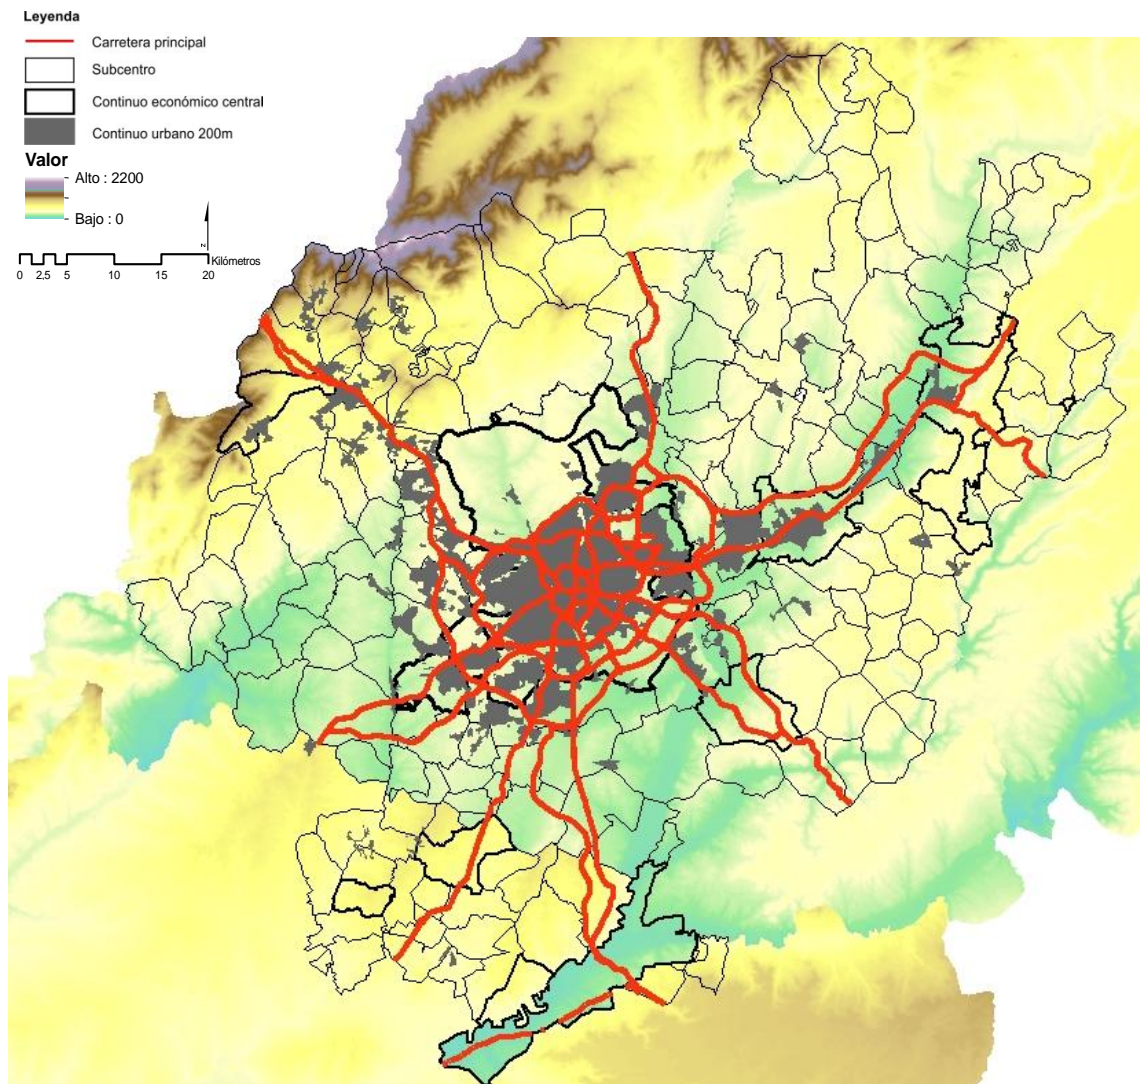 Leyenda
Carretera principal
Subcentro
Continuo económico central
Continuo urbano 200m
Valor
Alto : 2200
Bajo : 0
z
0 2,5 5 10 15 20 Kilómetros